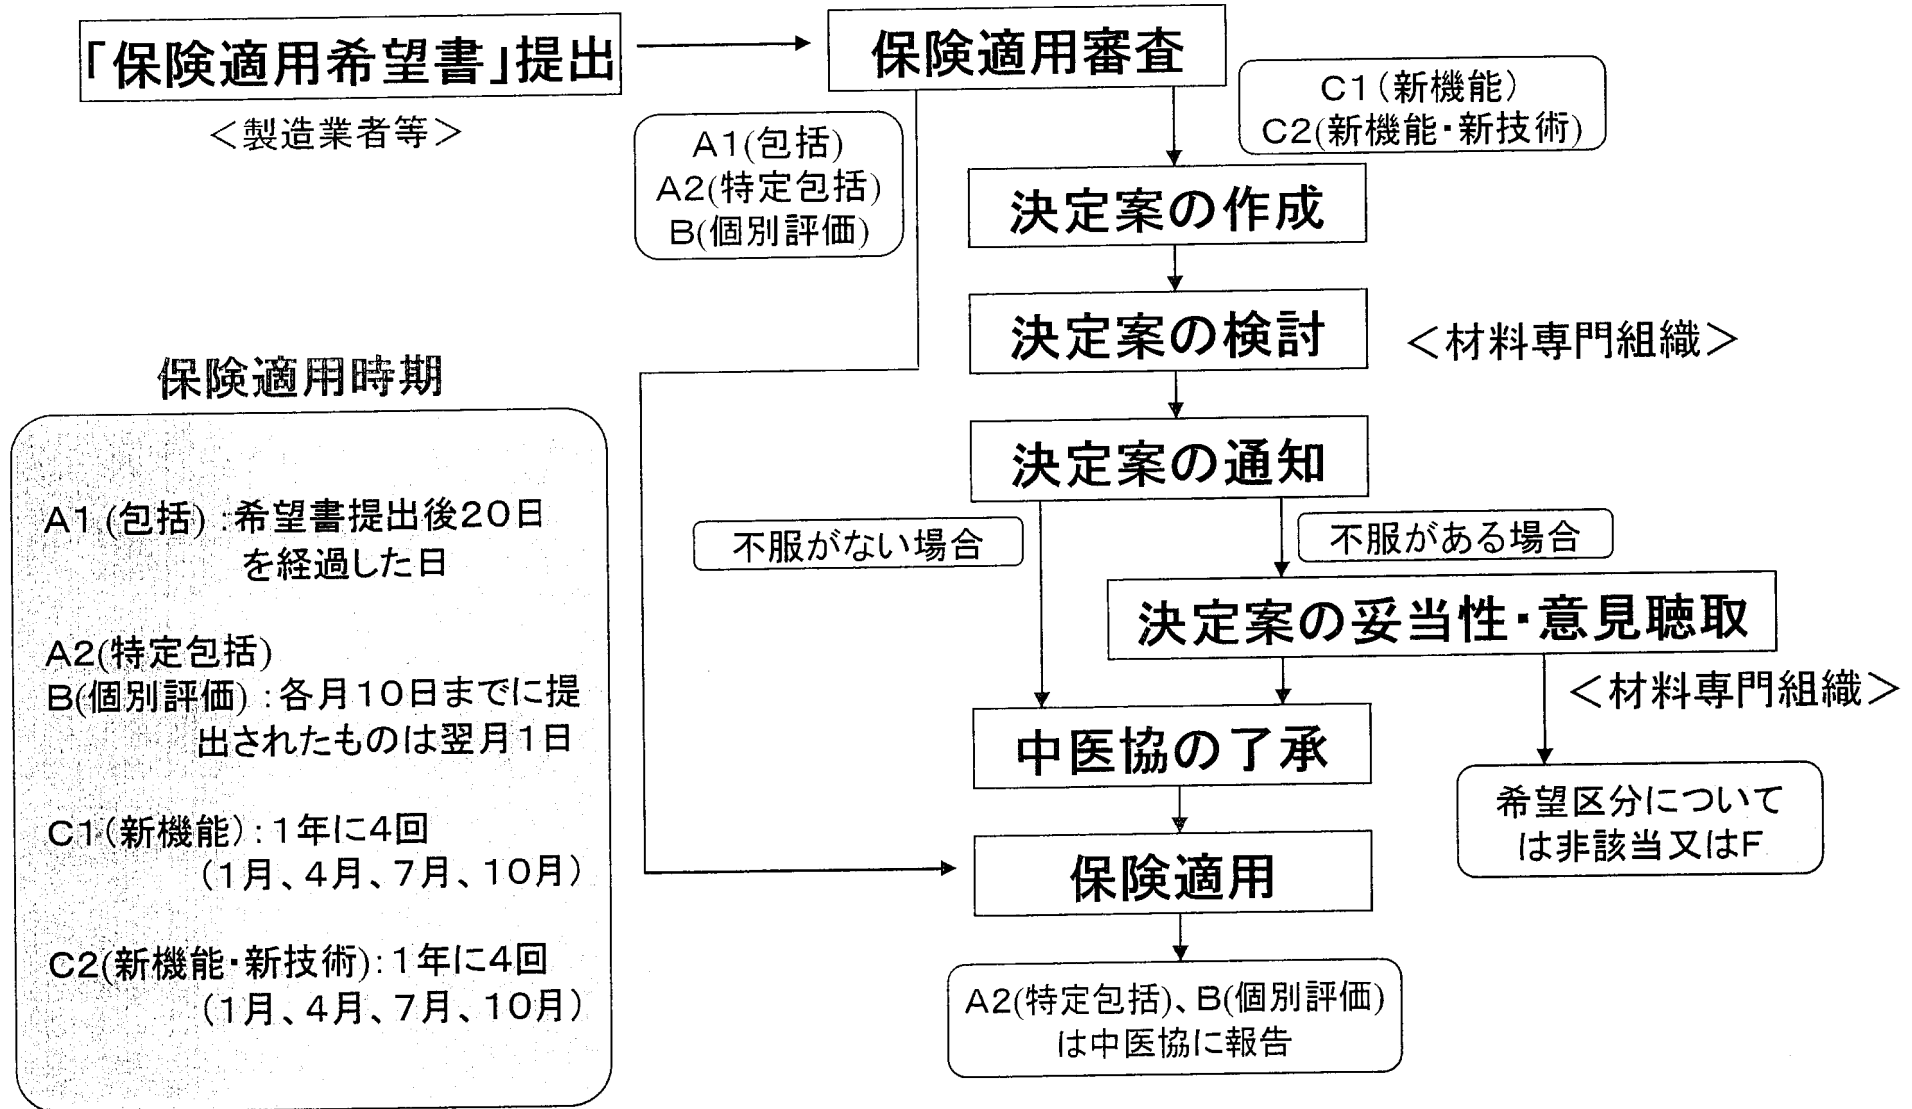 「保険適用希望書」提出
＜製造業者等＞
保険適用審査
A1(包括)
A2(特定包括)
B(個別評価)
C1(新機能)
C2(新機能・新技術)
決定案の作成
決定案の検討
＜材料専門組織＞
決定案の通知
不服がない場合
不服がある場合
決定案の妥当性・意見聴取
＜材料専門組織＞
中医協の了承
希望区分について
は非該当又はF
保険適用
A2(特定包括)、B(個別評価)
は中医協に報告
保険適用時期
A1(包括):希望書提出後20日
を経過した日
A2(特定包括)
B(個別評価):各月10日までに提
出されたものは翌月1日
C1(新機能):1年に4回
(1月、4月、7月、10月)
C2(新機能・新技術):1年に4回
(1月、4月、7月、10月)